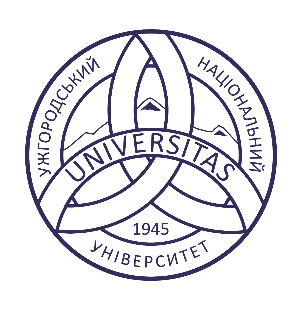 УЖГОРОДСЬКИЙ
НАЦІОНАЛЬНИЙ
UNIVERSITAS
1945
УНІВЕРСИТЕТ